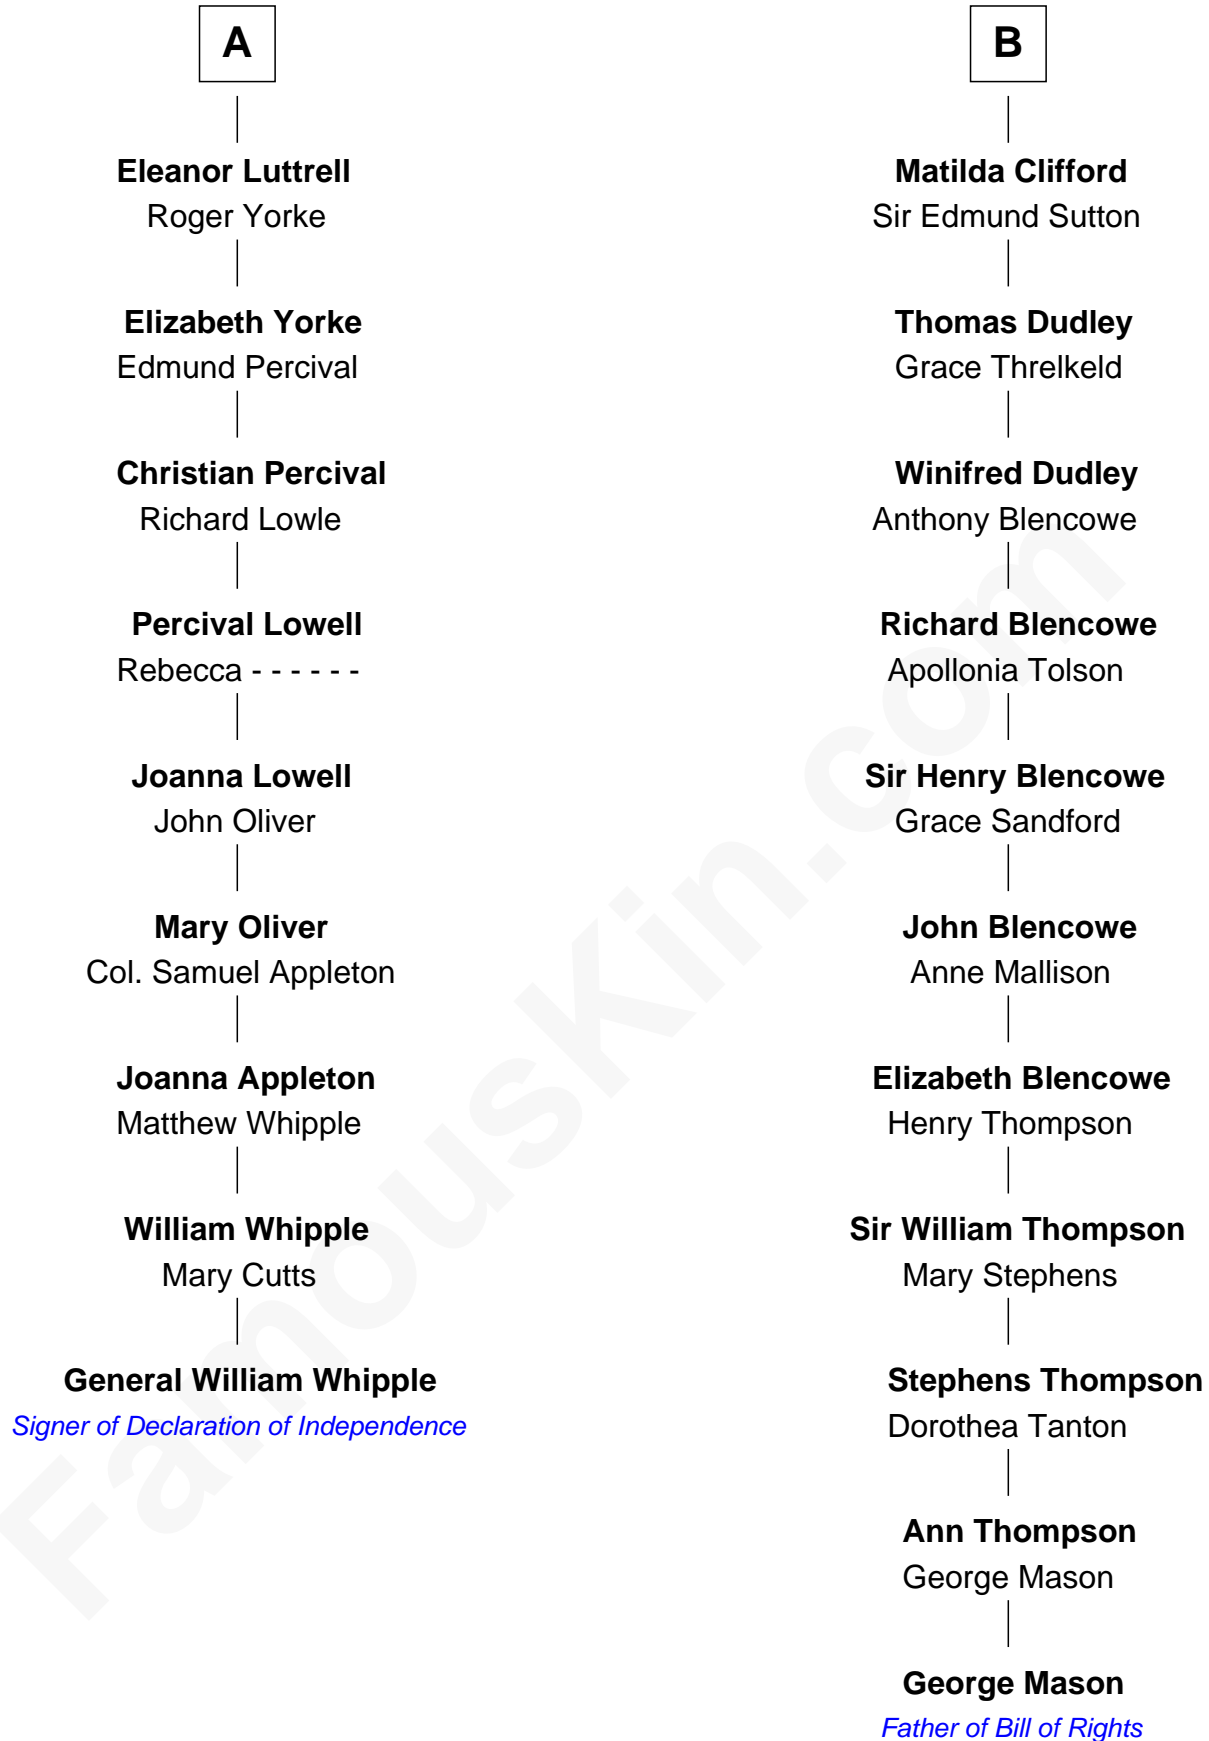 A
Eleanor Luttrell
Roger Yorke
Elizabeth Yorke
Edmund Percival
Christian Percival
Richard Lowle
Percival Lowell
Rebecca - - - - - -
Joanna Lowell
John Oliver
Mary Oliver
Col. Samuel Appleton
Joanna Appleton
Matthew Whipple
William Whipple
Mary Cutts
General William Whipple
Signer of Declaration of Independence
B
Matilda Clifford
Sir Edmund Sutton
Thomas Dudley
Grace Threlkeld
Winifred Dudley
Anthony Blencowe
Richard Blencowe
Apollonia Tolson
Sir Henry Blencowe
Grace Sandford
John Blencowe
Anne Mallison
Elizabeth Blencowe
Henry Thompson
Sir William Thompson
Mary Stephens
Stephens Thompson
Dorothea Tanton
Ann Thompson
George Mason
George Mason
Father of Bill of Rights
FamousKin.com